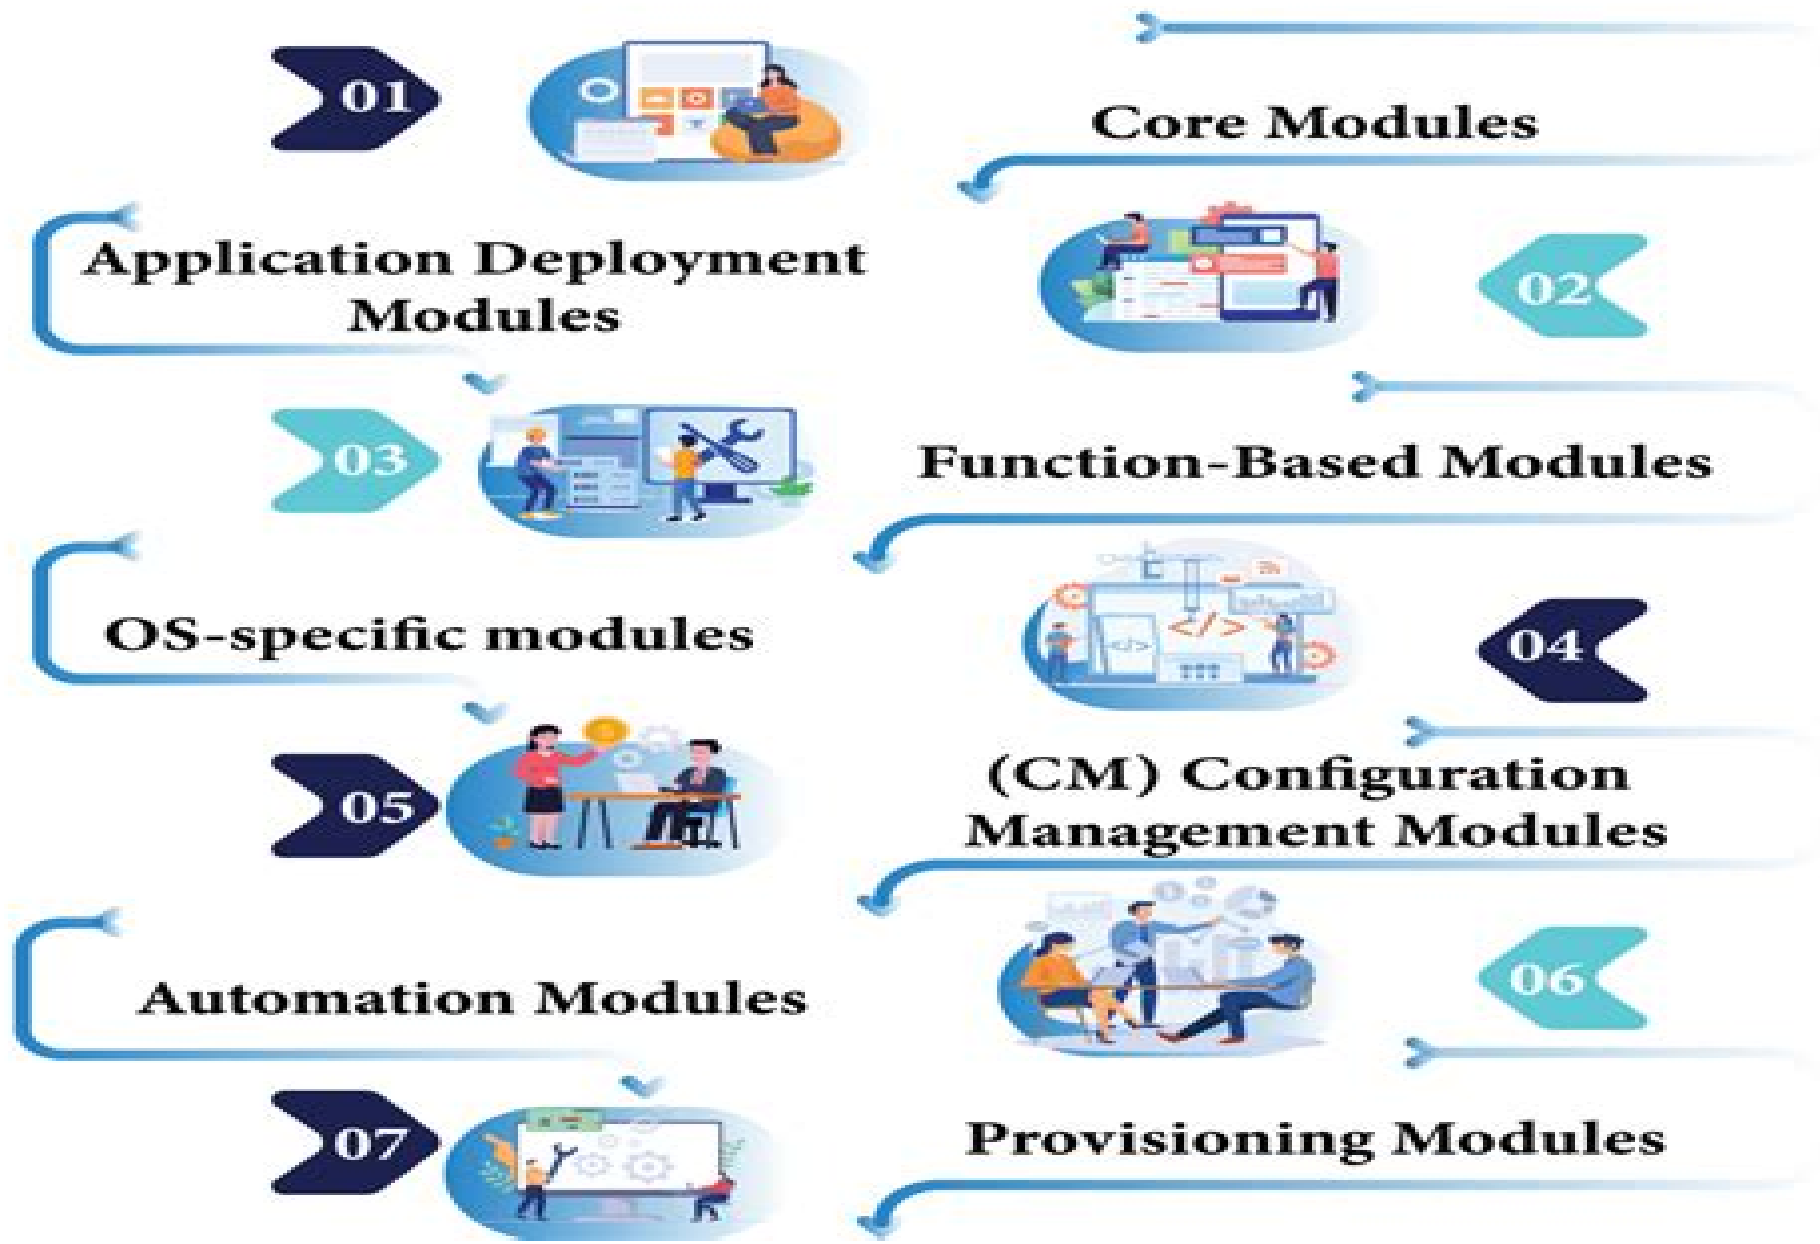 01
Core Modules
Application Deployment
Modules
02
03
Function-Based Modules
OS-specific modules
04
05
(CM) Configuration
Management Modules
Automation Modules
06
07
Provisioning Modules